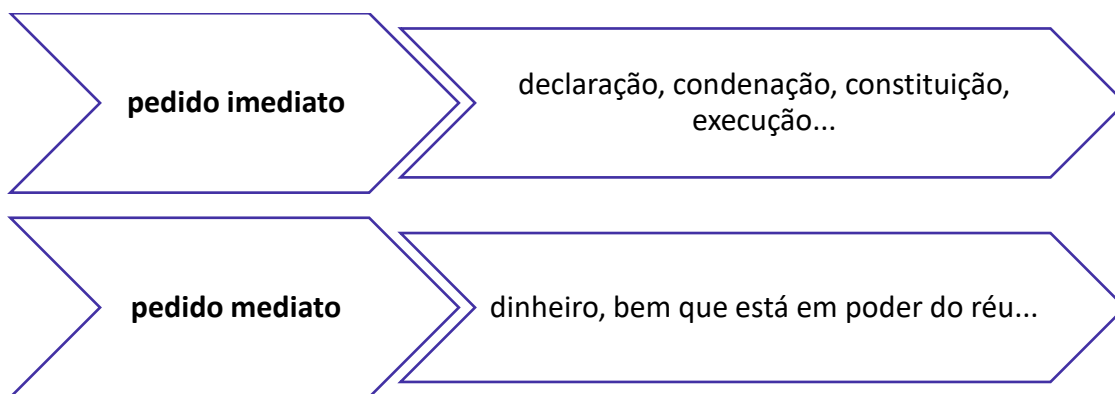 pedido imediato
declaração, condenação, constituição,
execução...
pedido mediato
dinheiro, bem que está em poder do réu...